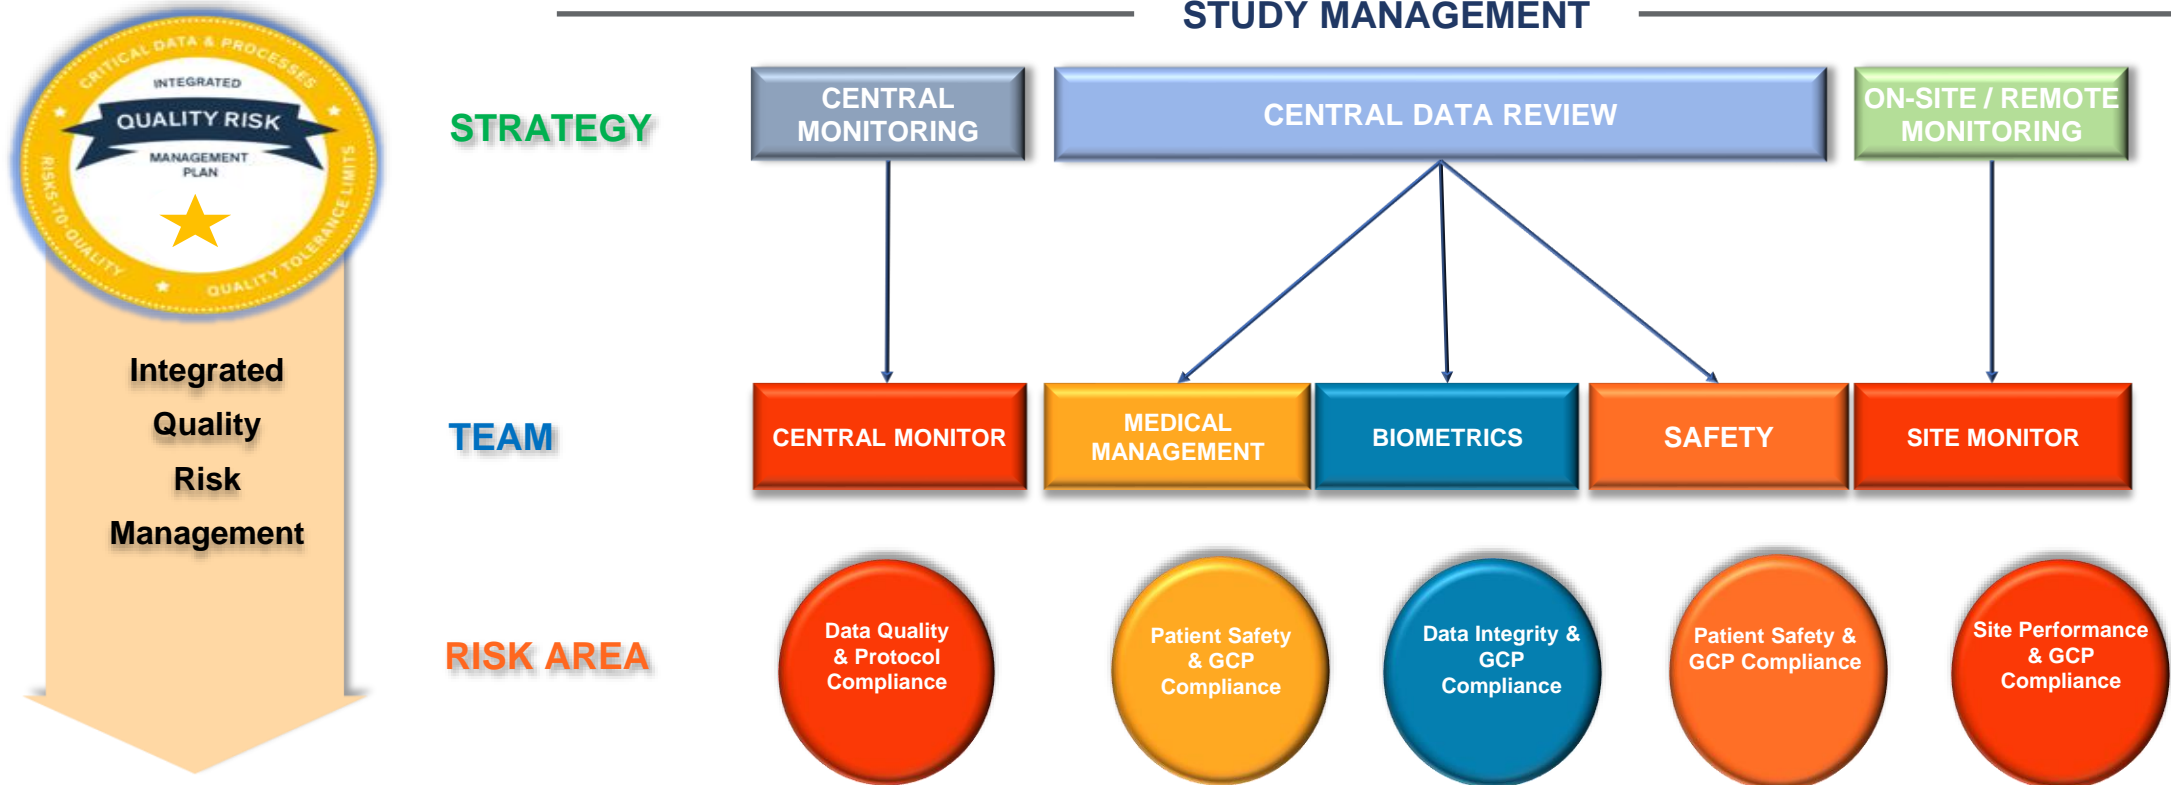 STUDY MANAGEMENT
CRITICAL DATA & PROCESSES
INTEGRATED
QUALITY RISK
MANAGEMENT
PLAN
RISKS-TO-QUALITY
QUALITY TOLERANCE LIMITS
Integrated
Quality
Risk
Management
STRATEGY
CENTRAL
MONITORING
CENTRAL DATA REVIEW
ON-SITE / REMOTE
MONITORING
TEAM
CENTRAL MONITOR
MEDICAL
MANAGEMENT
BIOMETRICS
SAFETY
SITE MONITOR
RISK AREA
Data Quality
& Protocol
Compliance
Patient Safety
& GCP
Compliance
Data Integrity &
GCP
Compliance
Patient Safety &
GCP Compliance
Site Performance
& GCP
Compliance